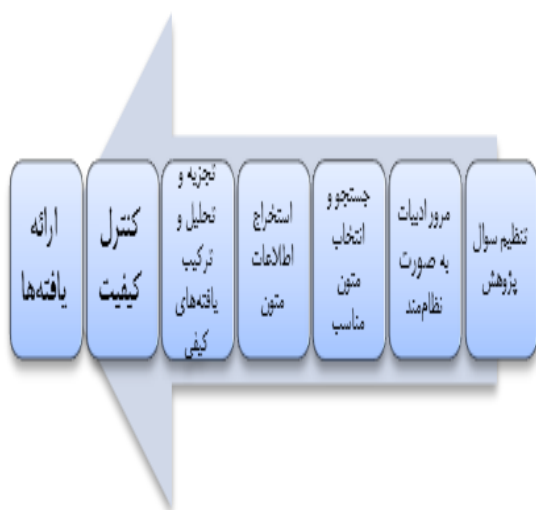 تنظیم سوال
پژوهش
مرور ادبیات
به صورت
نظام‌مند
جستجو و
انتخاب
متون
مناسب
استخراج
اطلاعات
متون
تجزیه و
تحلیل و
ترکیب
یافته‌های
کیفی
کنترل
کیفیت
ارائه
یافته‌ها